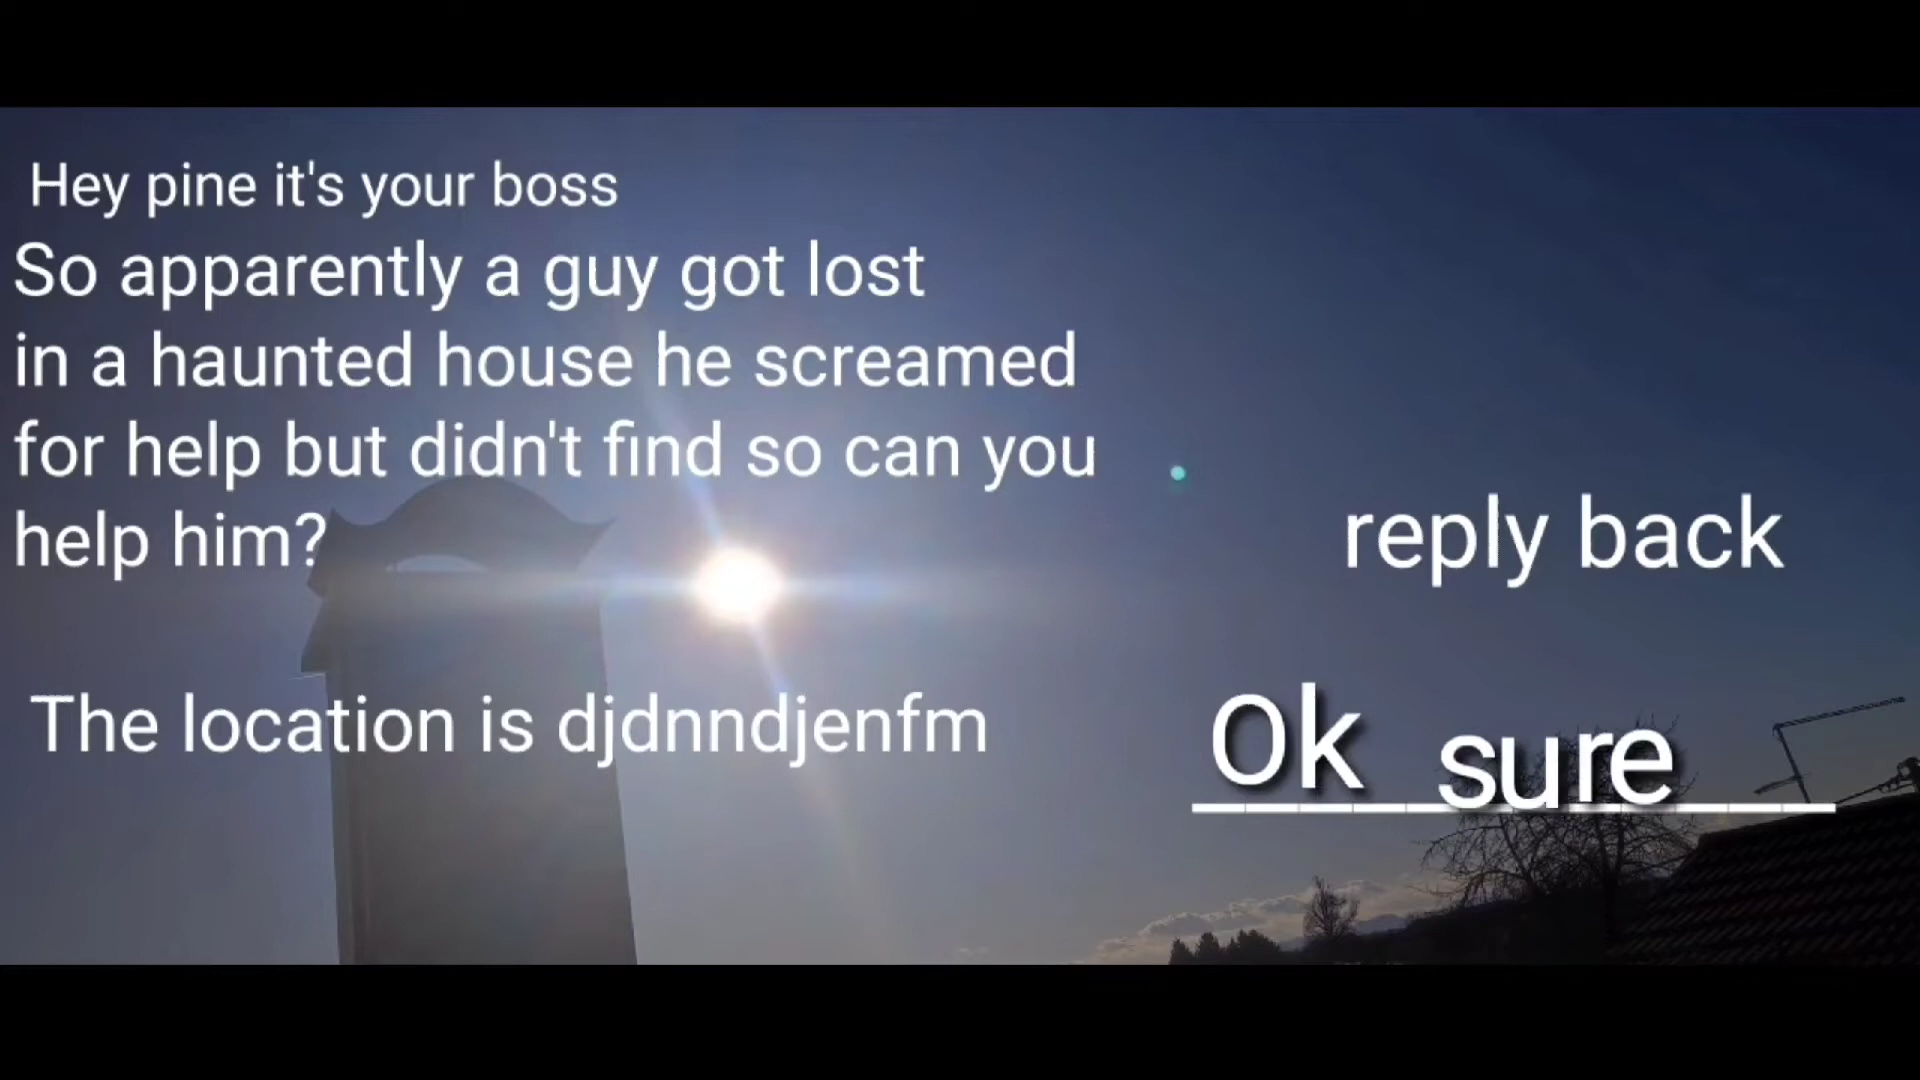 Hey pine it's your boss
So apparently a guy got lost
in a haunted house he screamed
for help but didn't find so can you
help him?
The location is djdnndjenfm
reply back
Ok sure